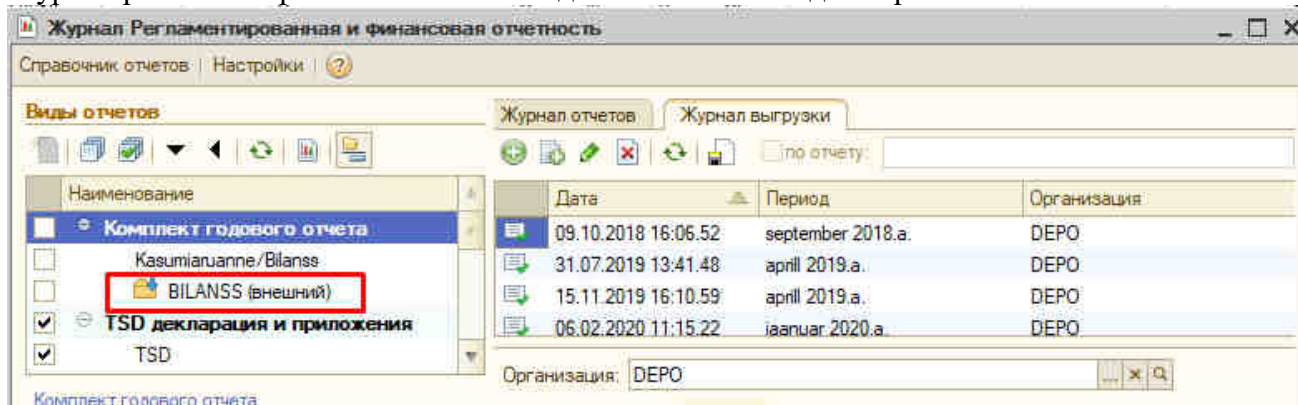 Журнал Регламентированная и финансовая отчетность
Справочник отчетов Настройки
Виды отчетов
Журнал отчетов Журнал выгрузки
по отчету:
Наименование
Дата Период Организация
Комплект годового отчета
09.10.2018 16:06.52 september 2018.a. DEPO
Kasumiaruanne/Bilanss
31.07.2019 13:41.48 aprill 2019.a. DEPO
BILANSS (внешний)
15.11.2019 16:10.59 aprill 2019.a. DEPO
TSD декларация и приложения
06.02.2020 11:15.22 jaanuar 2020.a. DEPO
TSD
Организация: DEPO
Комплект годового отчета